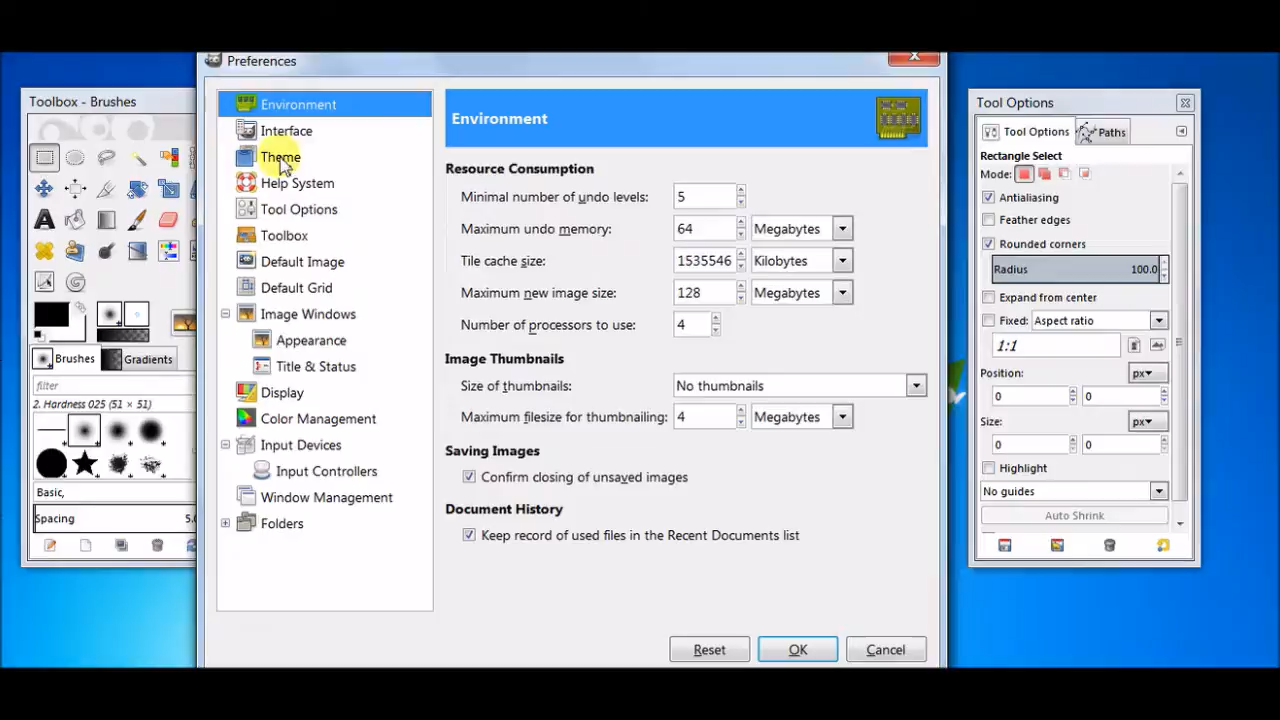 Preferences
Toolbox - Brushes
Brushes
Gradients
filter
2. Hardness 025 (51 × 51)
Basic,
Spacing 5.0
Environment
Interface
Theme
Help System
Tool Options
Toolbox
Default Image
Default Grid
Image Windows
Appearance
Title & Status
Display
Color Management
Input Devices
Input Controllers
Window Management
Folders
Environment
Resource Consumption
Minimal number of undo levels: 5
Maximum undo memory: 64 Megabytes
Tile cache size: 1535546 Kilobytes
Maximum new image size: 128 Megabytes
Number of processors to use: 4
Image Thumbnails
Size of thumbnails: No thumbnails
Maximum filesize for thumbnailing: 4 Megabytes
Saving Images
Confirm closing of unsaved images
Document History
Keep record of used files in the Recent Documents list
Reset OK Cancel
Tool Options
Tool Options Paths
Rectangle Select
Mode:
Antialiasing
Feather edges
Rounded corners
Radius 100.0
Expand from center
Fixed: Aspect ratio
1:1
Position: px
0 0
Size: px
0 0
Highlight
No guides
Auto Shrink